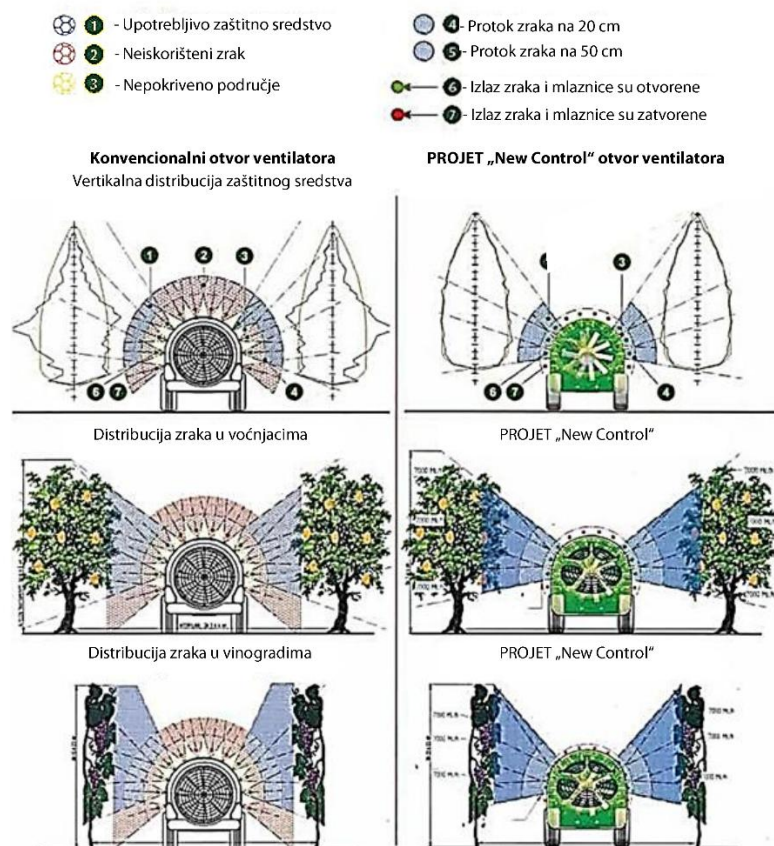 1 - Upotrebljivo zaštitno sredstvo
2 - Neiskorišteni zrak
3 - Nepokriveno područje
4 - Protok zraka na 20 cm
5 - Protok zraka na 50 cm
6 - Izlaz zraka i mlaznice su otvorene
7 - Izlaz zraka i mlaznice su zatvorene
Konvencionalni otvor ventilatora
Vertikalna distribucija zaštitnog sredstva
PROJET „New Control“ otvor ventilatora
1 2 3
6 7 4
3
6 7 4
Distribucija zraka u voćnjacima
PROJET „New Control“
Distribucija zraka u vinogradima
PROJET „New Control“